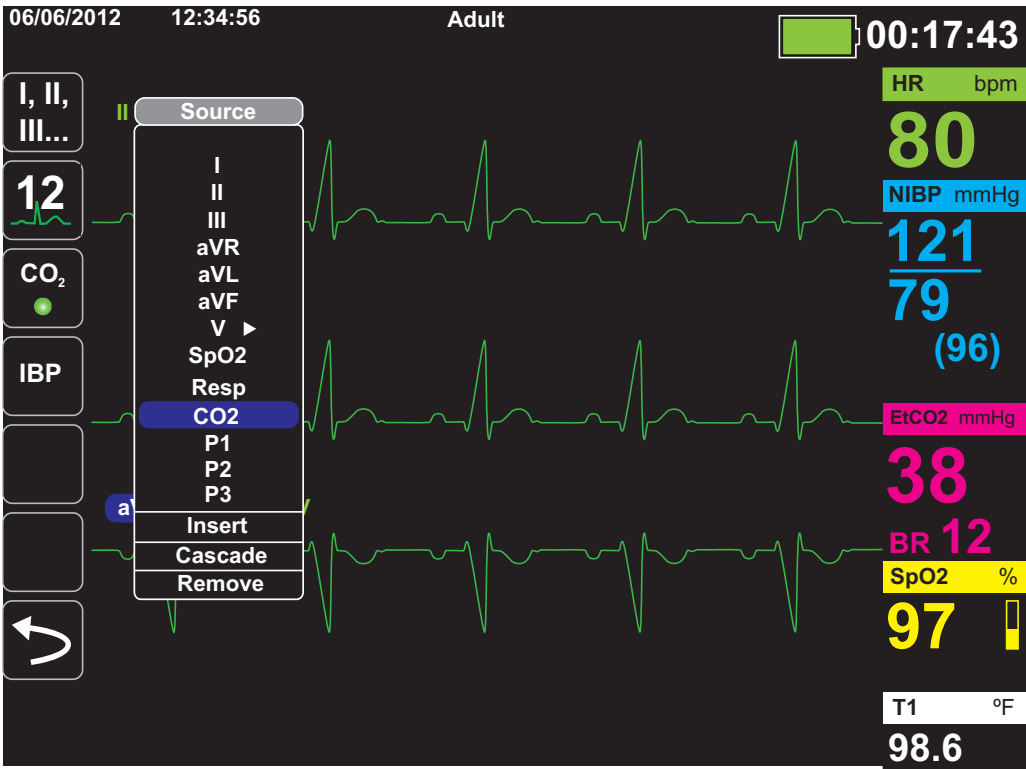 06/06/2012 12:34:56 Adult 00:17:43
I, II,
III...
12
CO₂
IBP
II
Source
I
II
III
aVR
aVL
aVF
V ▶
SpO2
Resp
CO2
P1
P2
P3
Insert
Cascade
Remove
HR bpm
80
NIBP mmHg
121
79
(96)
EtCO2 mmHg
38
BR 12
SpO2 %
97
T1 ºF
98.6